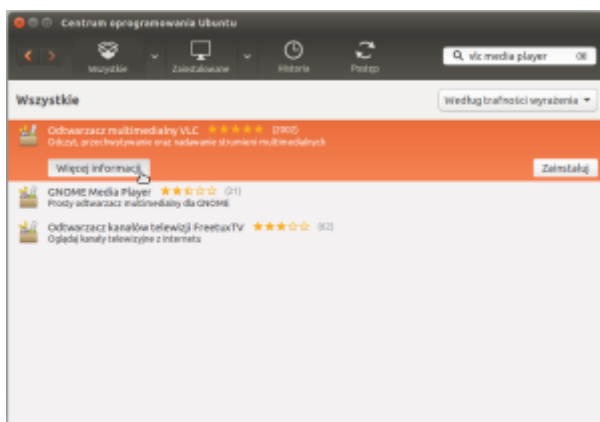 Centrum oprogramowania Ubuntu
Wszystkie Zainstalowane Historia Postęp
vlc media player
Wszystkie
Według trafności wyrażenia
Odtwarzacz multimedialny VLC (2002)
Odczyt, przechwytywanie oraz nadawanie strumieni multimedialnych
Więcej informacji
Zainstaluj
GNOME Media Player (21)
Prosty odtwarzacz multimedialny dla GNOME
Odtwarzacz kanałów telewizji FreetuxTV (62)
Oglądaj kanały telewizyjne z internetu